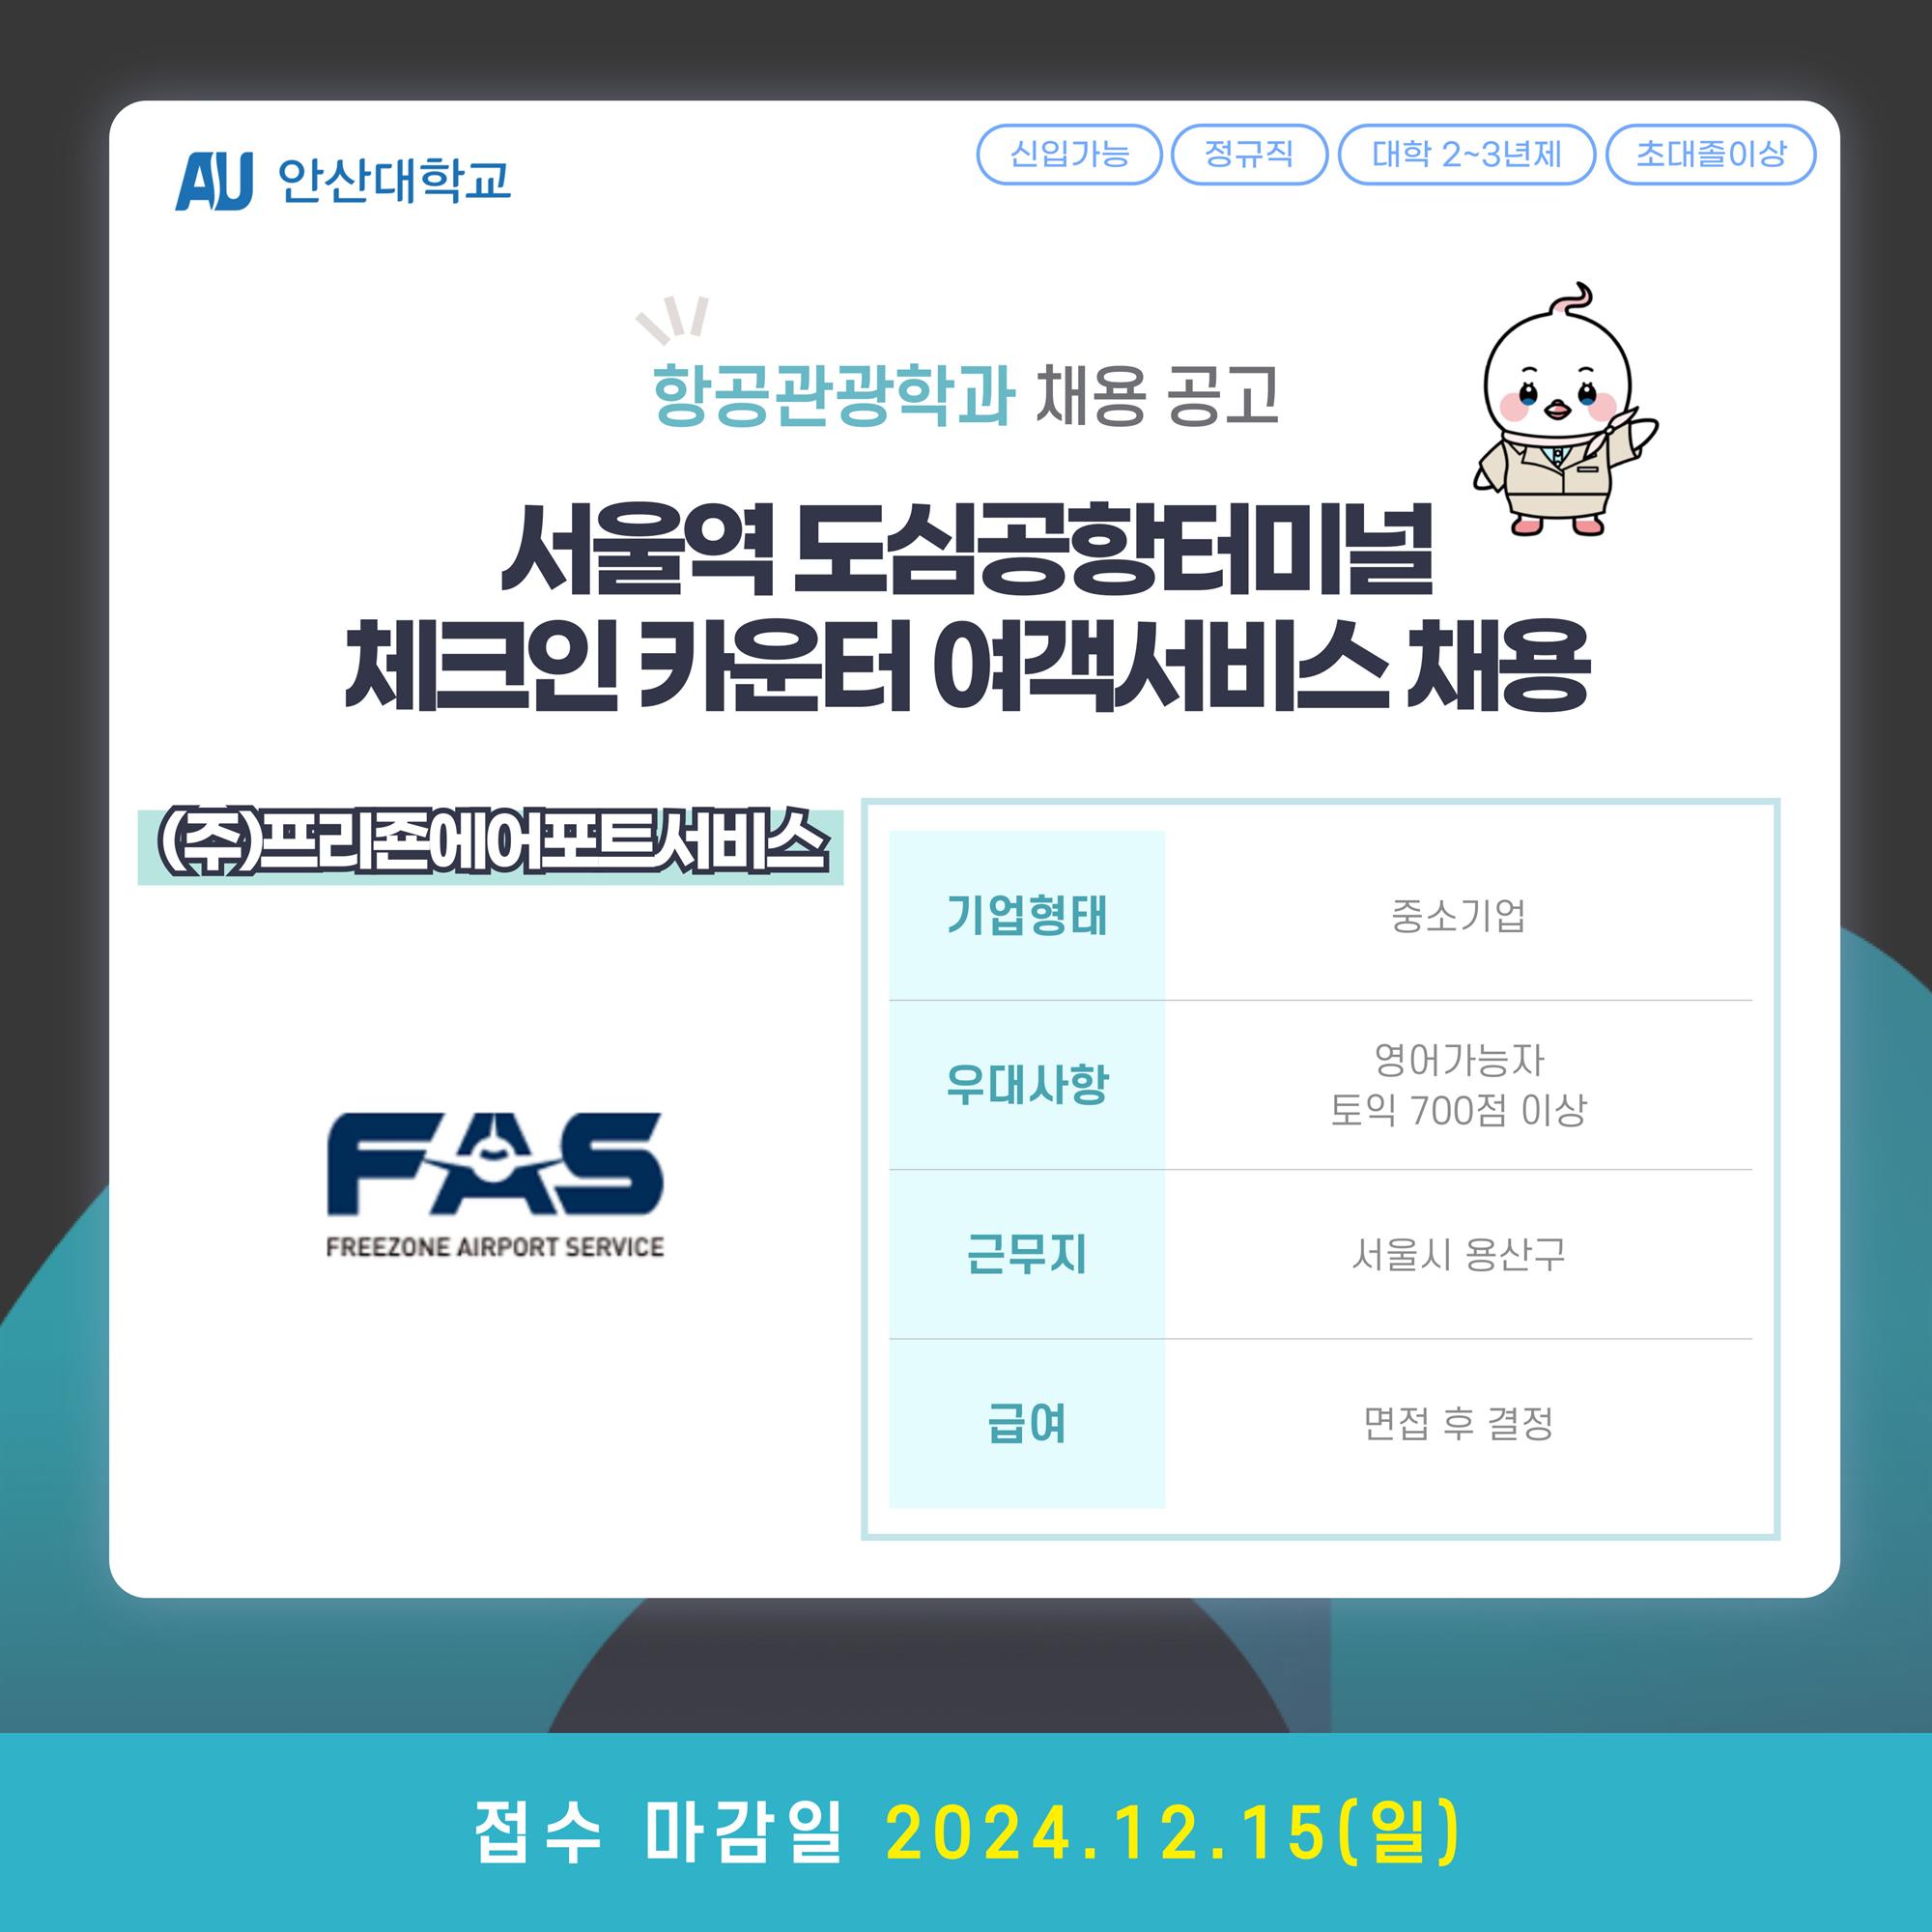 AU 안산대학교
신입가능 정규직 대학 2~3년제 초대졸이상
항공관광학과 채용 공고
서울역 도심공항터미널
체크인 카운터 여객서비스 채용
(주)프리죤에어포트서비스
FAS
FREEZONE AIRPORT SERVICE
기업형태 중소기업
우대사항 영어가능자
토익 700점 이상
근무지 서울시 용산구
급여 면접 후 결정
접수 마감일 2024.12.15(일)